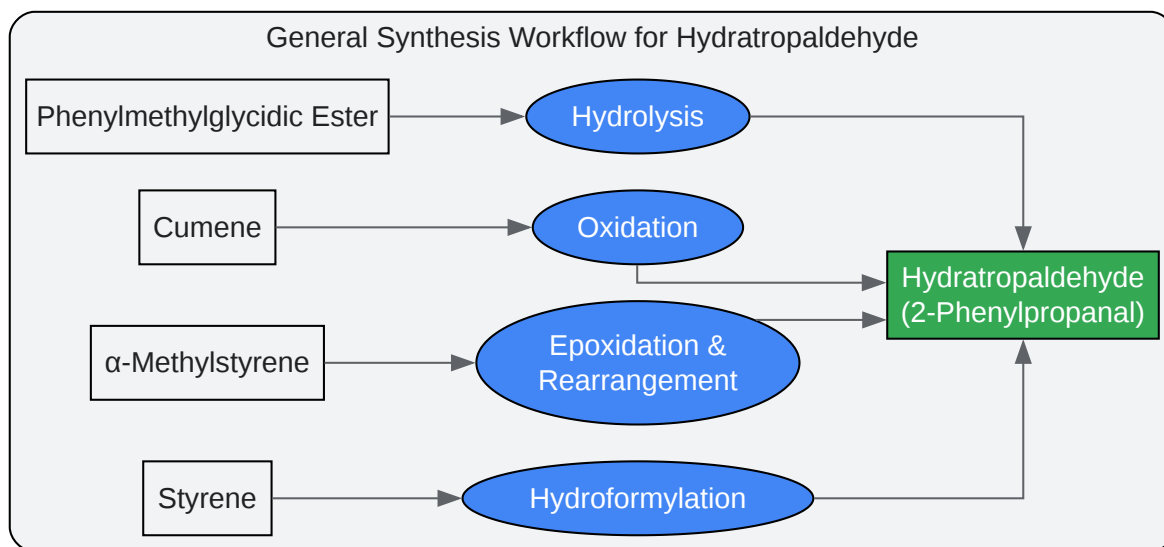 General Synthesis Workflow for Hydratropaldehyde
Phenylmethylglycidic Ester
Hydrolysis
Cumene
Oxidation
Hydratropaldehyde
(2-Phenylpropanal)
α-Methylstyrene
Epoxidation &
Rearrangement
Styrene
Hydroformylation